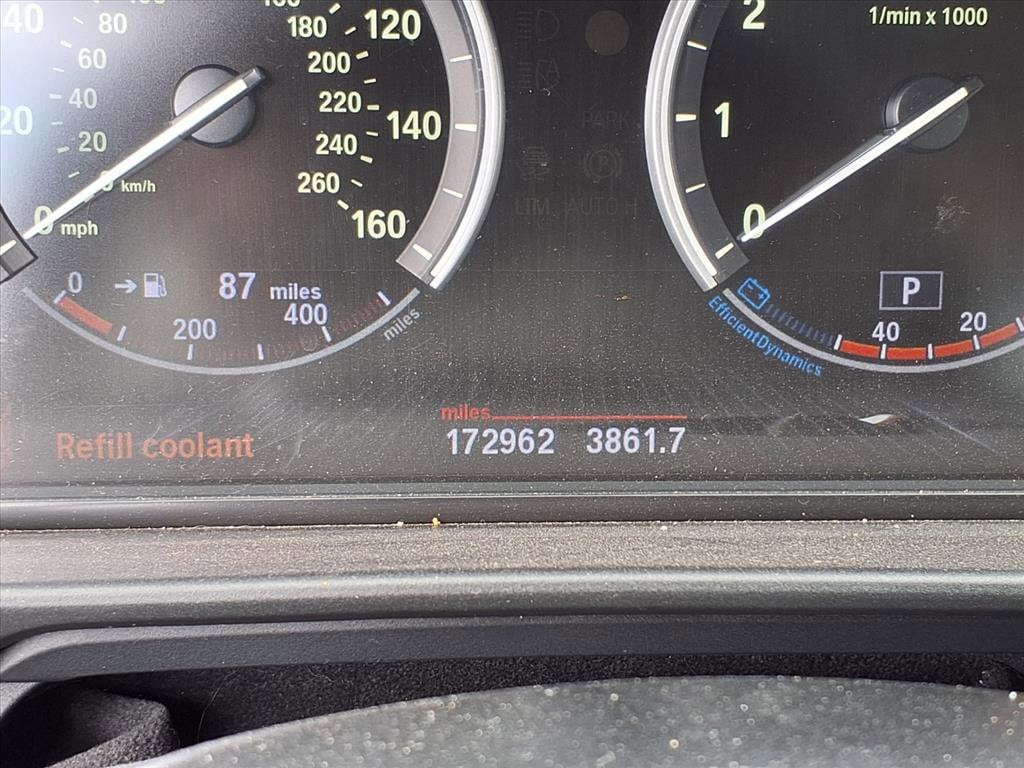 80
60
40
20
0 km/h
0 mph
180
200
220
240
260
120
140
160
2
1
0
1/min x 1000
PARK
LIM AUTO H
0 87 miles
200 400
miles
P
40 20
EfficientDynamics
miles
Refill coolant 172962 3861.7